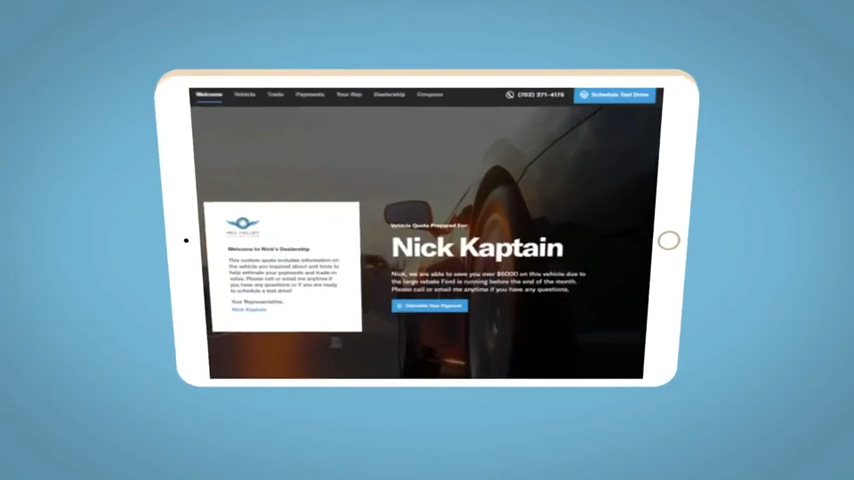 Welcome Vehicle Trade Payments Your Rep Dealership Coupons (702) 371-4176 Schedule Test Drive
HILL VALLEY
Welcome to Nick's Dealership
This custom quote includes information on
the vehicle you inquired about and tools to
help estimate your payments and trade-in
value. Please call or email me anytime if
you have any questions or if you are ready
to schedule a test drive!
Your Representative,
Nick Kaptain
Vehicle Quote Prepared For:
Nick Kaptain
Nick, we are able to save you over $6000 on this vehicle due to
the large rebate Ford is running before the end of the month.
Please call or email me anytime if you have any questions.
Calculate Your Payment